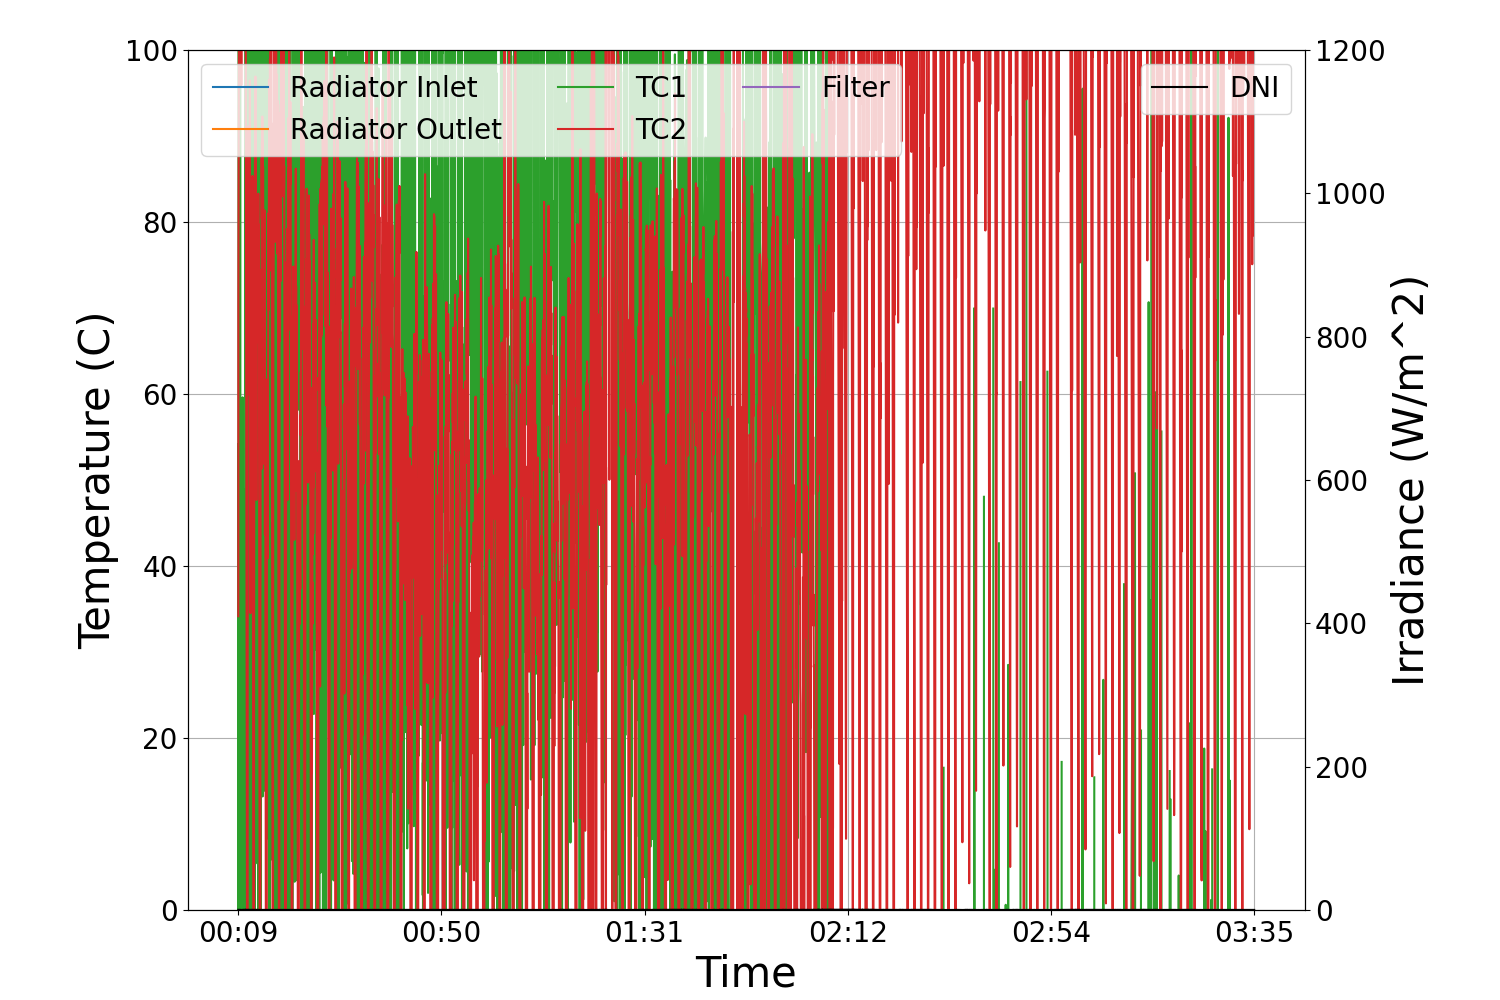 Radiator Inlet
Radiator Outlet
TC1
TC2
Filter
DNI
100
80
60
40
20
0
Temperature (C)
1200
1000
800
600
400
200
0
Irradiance (W/m^2)
00:09 00:50 01:31 02:12 02:54 03:35
Time